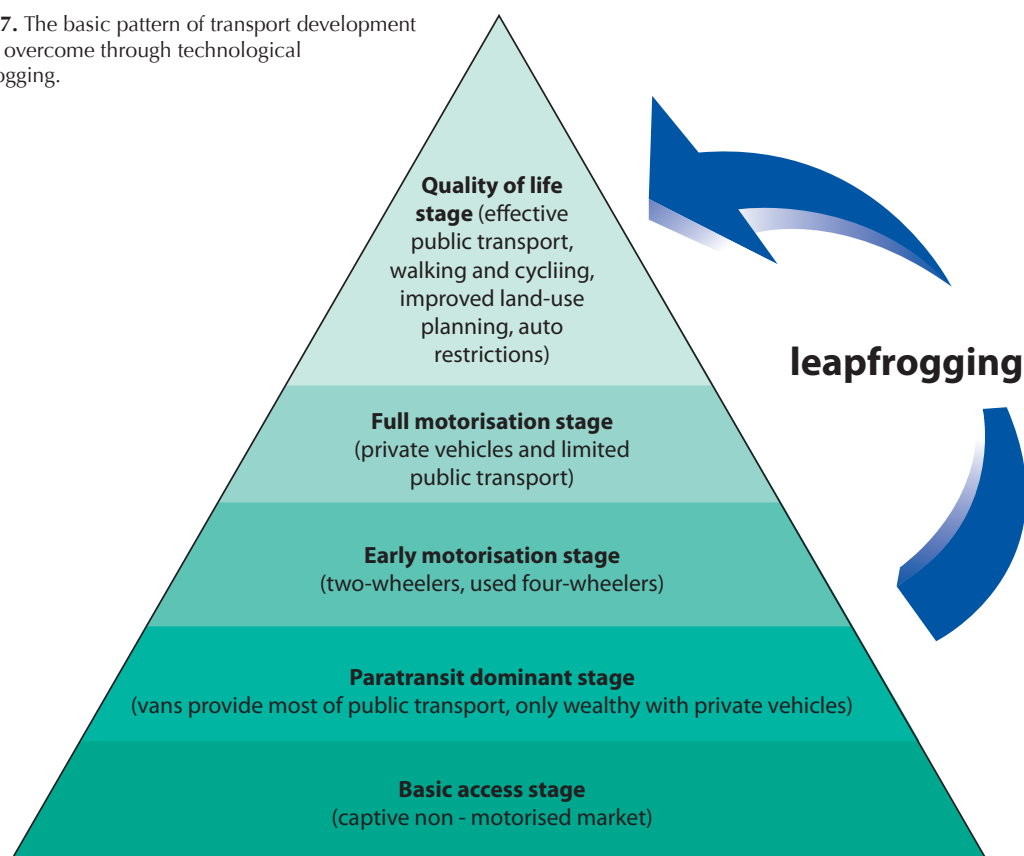 7. The basic pattern of transport development
overcome through technological
ogging.
Quality of life
stage (effective
public transport,
walking and cycliing,
improved land-use
planning, auto
restrictions)
leapfrogging
Full motorisation stage
(private vehicles and limited
public transport)
Early motorisation stage
(two-wheelers, used four-wheelers)
Paratransit dominant stage
(vans provide most of public transport, only wealthy with private vehicles)
Basic access stage
(captive non - motorised market)